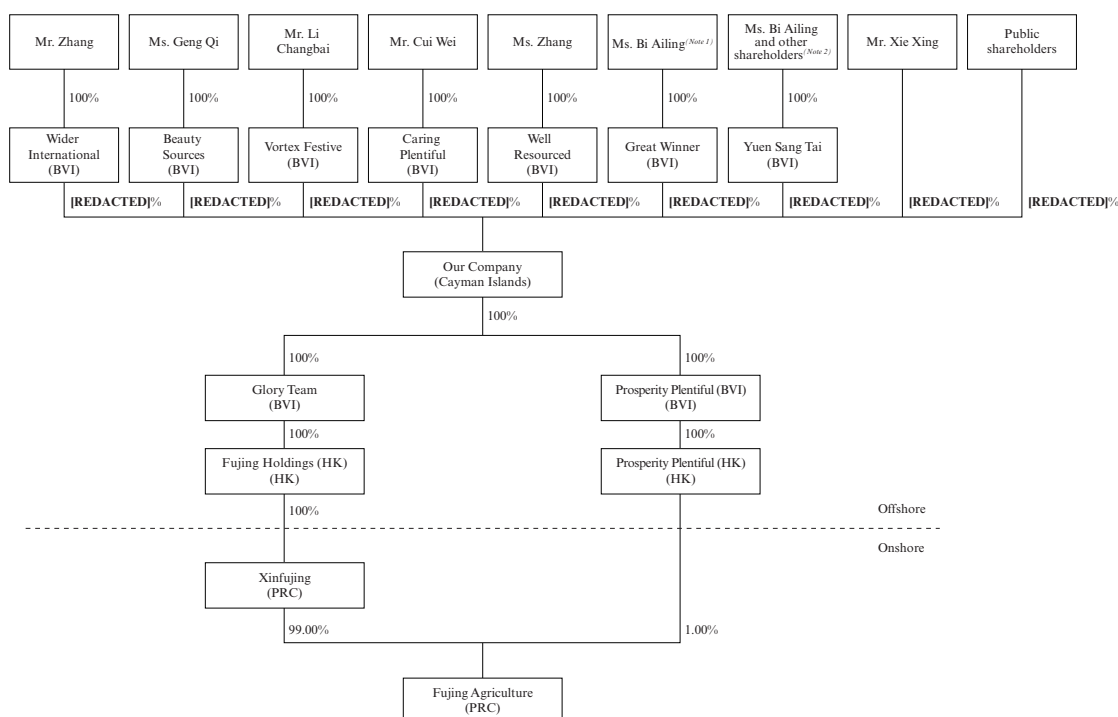 Mr. Zhang
Ms. Geng Qi
Mr. Li
Changbai
Mr. Cui Wei
Ms. Zhang
Ms. Bi Ailing(Note 1)
Ms. Bi Ailing
and other
shareholders(Note 2)
Mr. Xie Xing
Public
shareholders
100%
100%
100%
100%
100%
100%
100%
Wider
International
(BVI)
Beauty
Sources
(BVI)
Vortex Festive
(BVI)
Caring
Plentiful
(BVI)
Well
Resourced
(BVI)
Great Winner
(BVI)
Yuen Sang Tai
(BVI)
[REDACTED]%
[REDACTED]%
[REDACTED]%
[REDACTED]%
[REDACTED]%
[REDACTED]%
[REDACTED]%
[REDACTED]%
[REDACTED]%
Our Company
(Cayman Islands)
100%
100%
100%
Glory Team
(BVI)
Prosperity Plentiful (BVI)
(BVI)
100%
100%
Fujing Holdings (HK)
(HK)
Prosperity Plentiful (HK)
(HK)
100%
Offshore
Onshore
Xinfujing
(PRC)
99.00%
1.00%
Fujing Agriculture
(PRC)